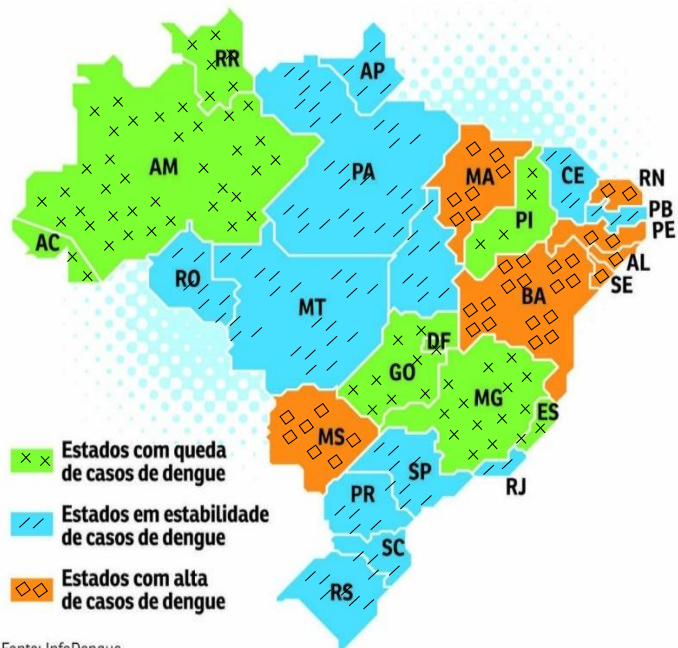 RR
AP
AM
PA
MA
CE
RN
PB
PE
PI
AC
AL
SE
RO
BA
MT
DF
GO
MG
ES
MS
SP
RJ
PR
SC
RS
Estados com queda
de casos de dengue
Estados em estabilidade
de casos de dengue
Estados com alta
de casos de dengue
Fonte: InfoDengue